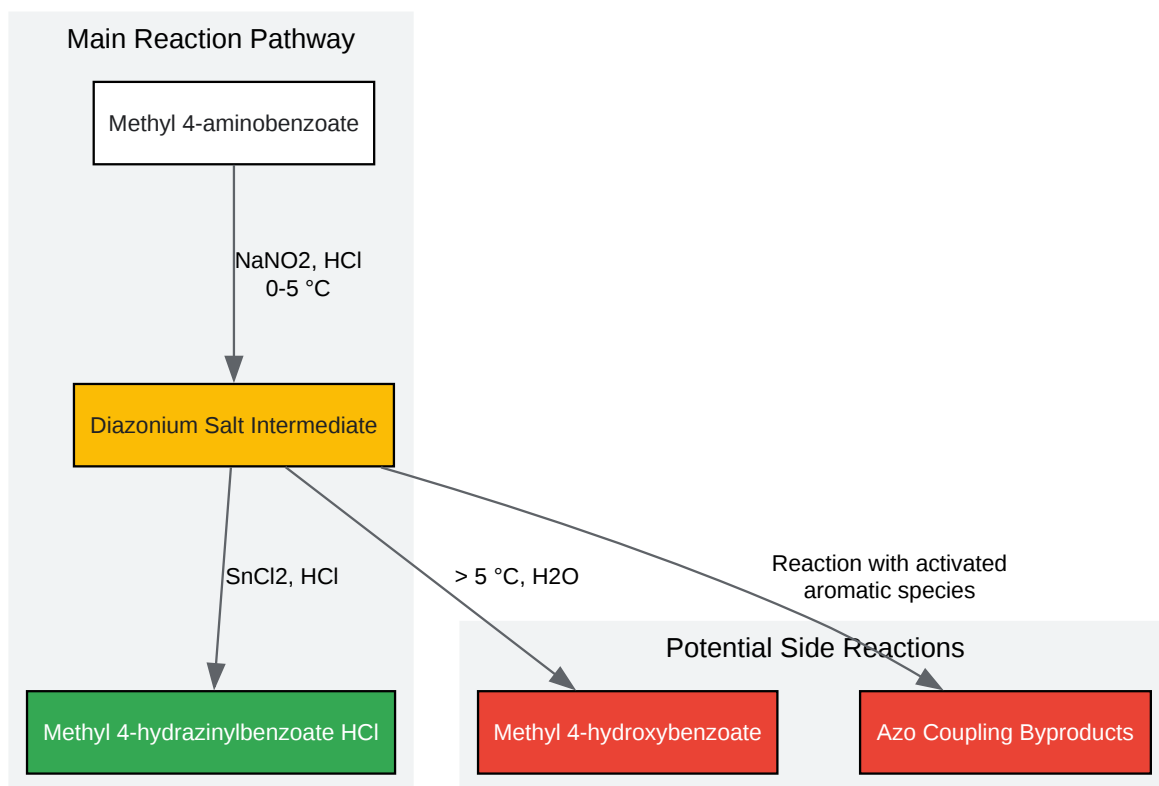 Main Reaction Pathway
Methyl 4-aminobenzoate
NaNO2, HCl
0-5 °C
Diazonium Salt Intermediate
SnCl2, HCl
> 5 °C, H2O
Reaction with activated
aromatic species
Potential Side Reactions
Methyl 4-hydrazinylbenzoate HCl
Methyl 4-hydroxybenzoate
Azo Coupling Byproducts